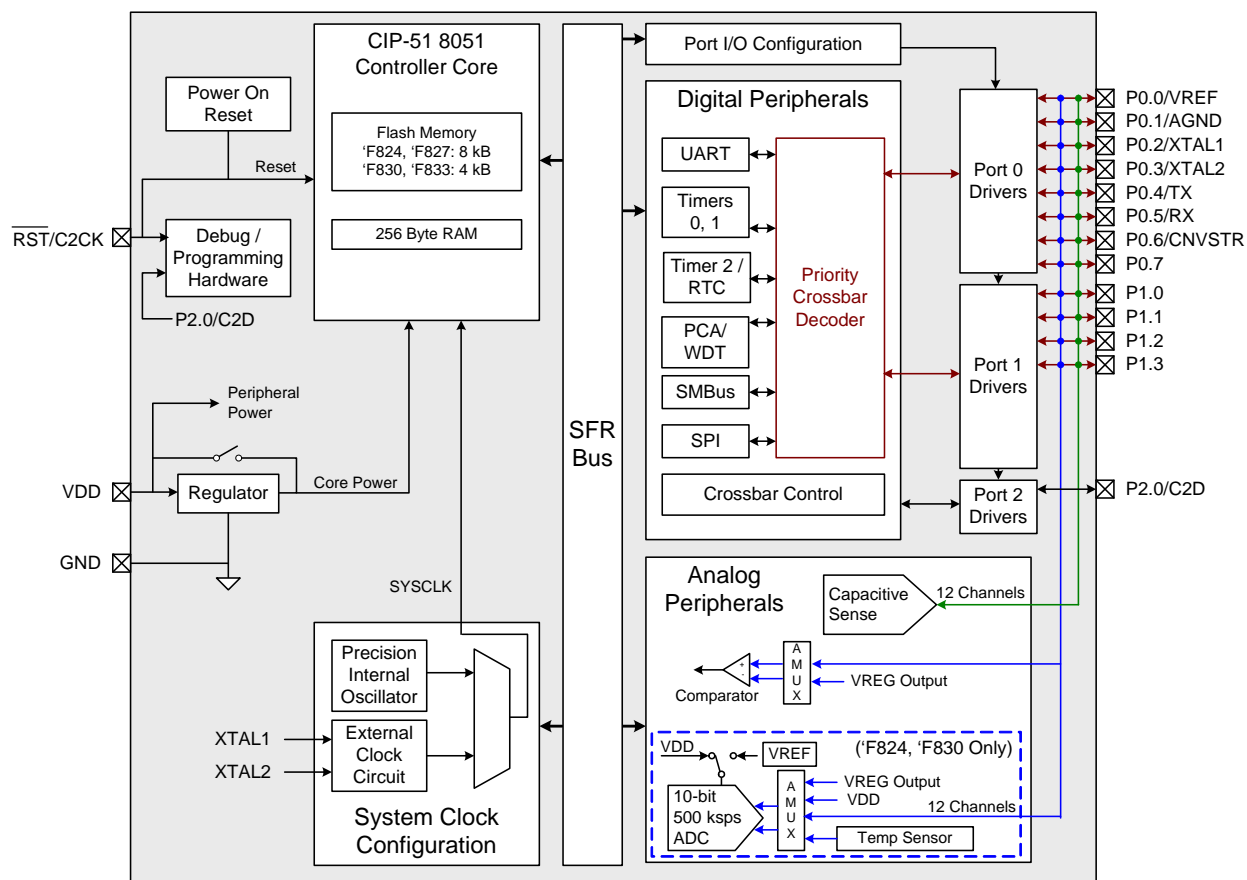 CIP-51 8051
Controller Core
Flash Memory
‘F824, ‘F827: 8 kB
‘F830, ‘F833: 4 kB
256 Byte RAM
Power On
Reset
Reset
RST/C2CK
Debug /
Programming
Hardware
P2.0/C2D
Peripheral
Power
VDD
Regulator
Core Power
GND
SYSCLK
Precision
Internal
Oscillator
XTAL1
XTAL2
External
Clock
Circuit
System Clock
Configuration
SFR
Bus
Port I/O Configuration
Digital Peripherals
UART
Timers
0, 1
Timer 2 /
RTC
PCA/
WDT
SMBus
SPI
Priority
Crossbar
Decoder
Crossbar Control
Port 0
Drivers
Port 1
Drivers
Port 2
Drivers
P0.0/VREF
P0.1/AGND
P0.2/XTAL1
P0.3/XTAL2
P0.4/TX
P0.5/RX
P0.6/CNVSTR
P0.7
P1.0
P1.1
P1.2
P1.3
P2.0/C2D
Analog
Peripherals
Capacitive
Sense
12 Channels
A
M
U
X
+
-
Comparator
VREG Output
(‘F824, ‘F830 Only)
VDD
VREF
10-bit
500 ksps
ADC
A
M
U
X
VREG Output
VDD
12 Channels
Temp Sensor